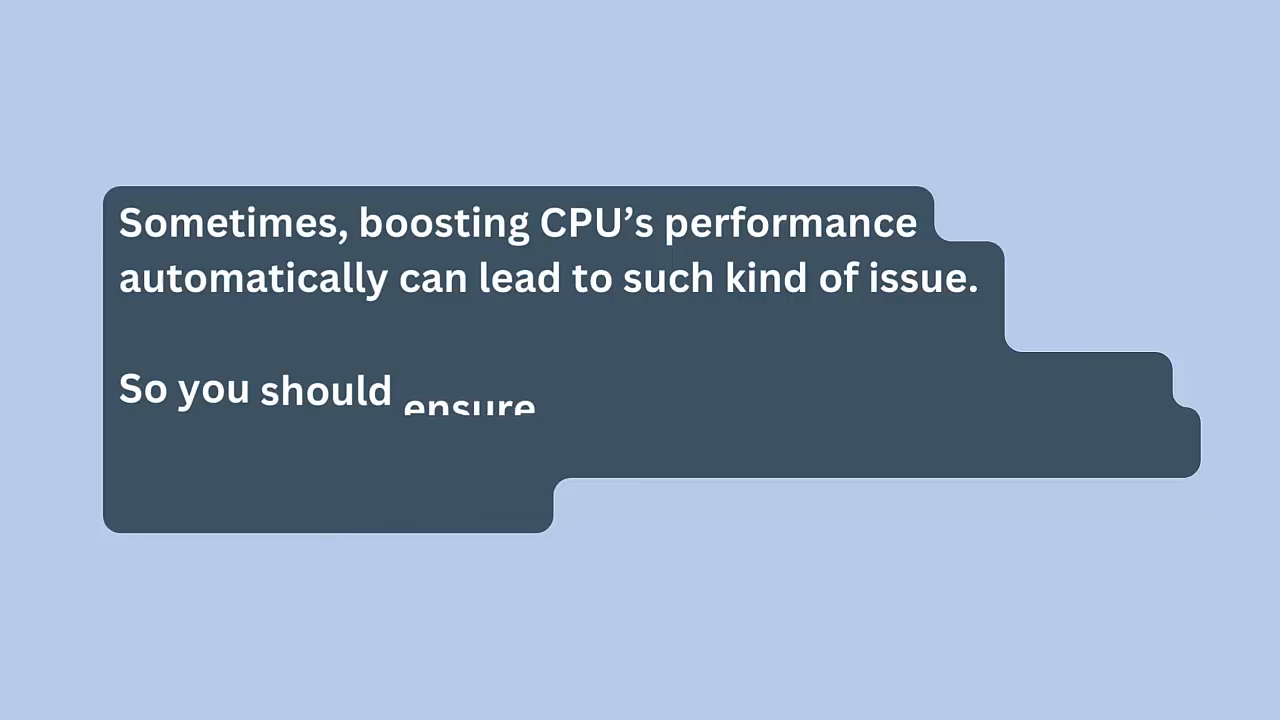 Sometimes, boosting CPU’s performance
automatically can lead to such kind of issue.
So you should ensure